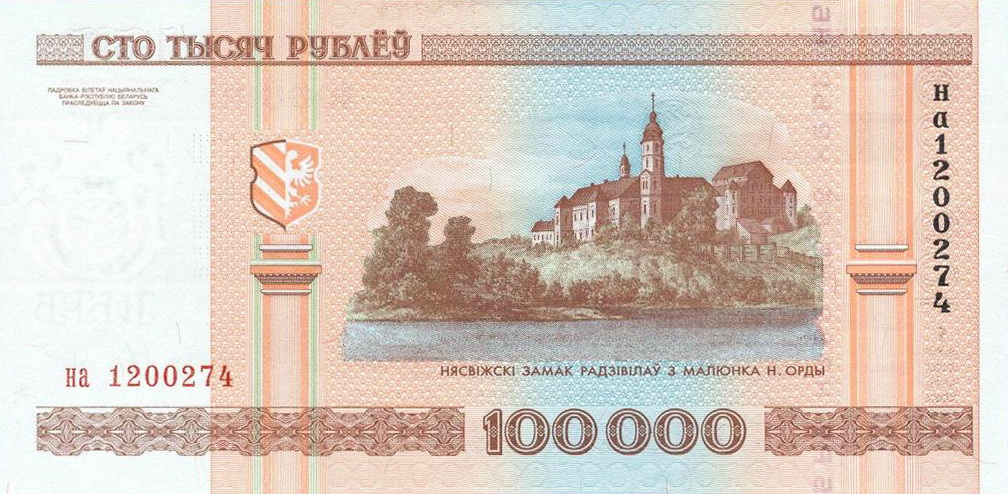 СТО ТЫСЯЧ РУБЛЁЎ
ПАДРОБКА БІЛЕТАЎ НАЦЫЯНАЛЬНАГА
БАНКА РЭСПУБЛІКІ БЕЛАРУСЬ
ПРАСЛЕДУЕЦЦА ПА ЗАКОНУ
на1200274
на 1200274
НЯСВІЖСКІ ЗАМАК РАДЗІВІЛАЎ З МАЛЮНКА Н. ОРДЫ
100 000